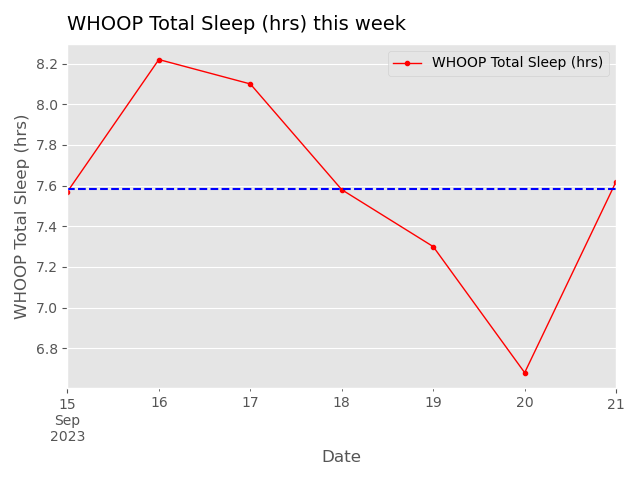 WHOOP Total Sleep (hrs) this week
WHOOP Total Sleep (hrs)
WHOOP Total Sleep (hrs)
8.2
8.0
7.8
7.6
7.4
7.2
7.0
6.8
15 16 17 18 19 20 21
Sep
2023
Date